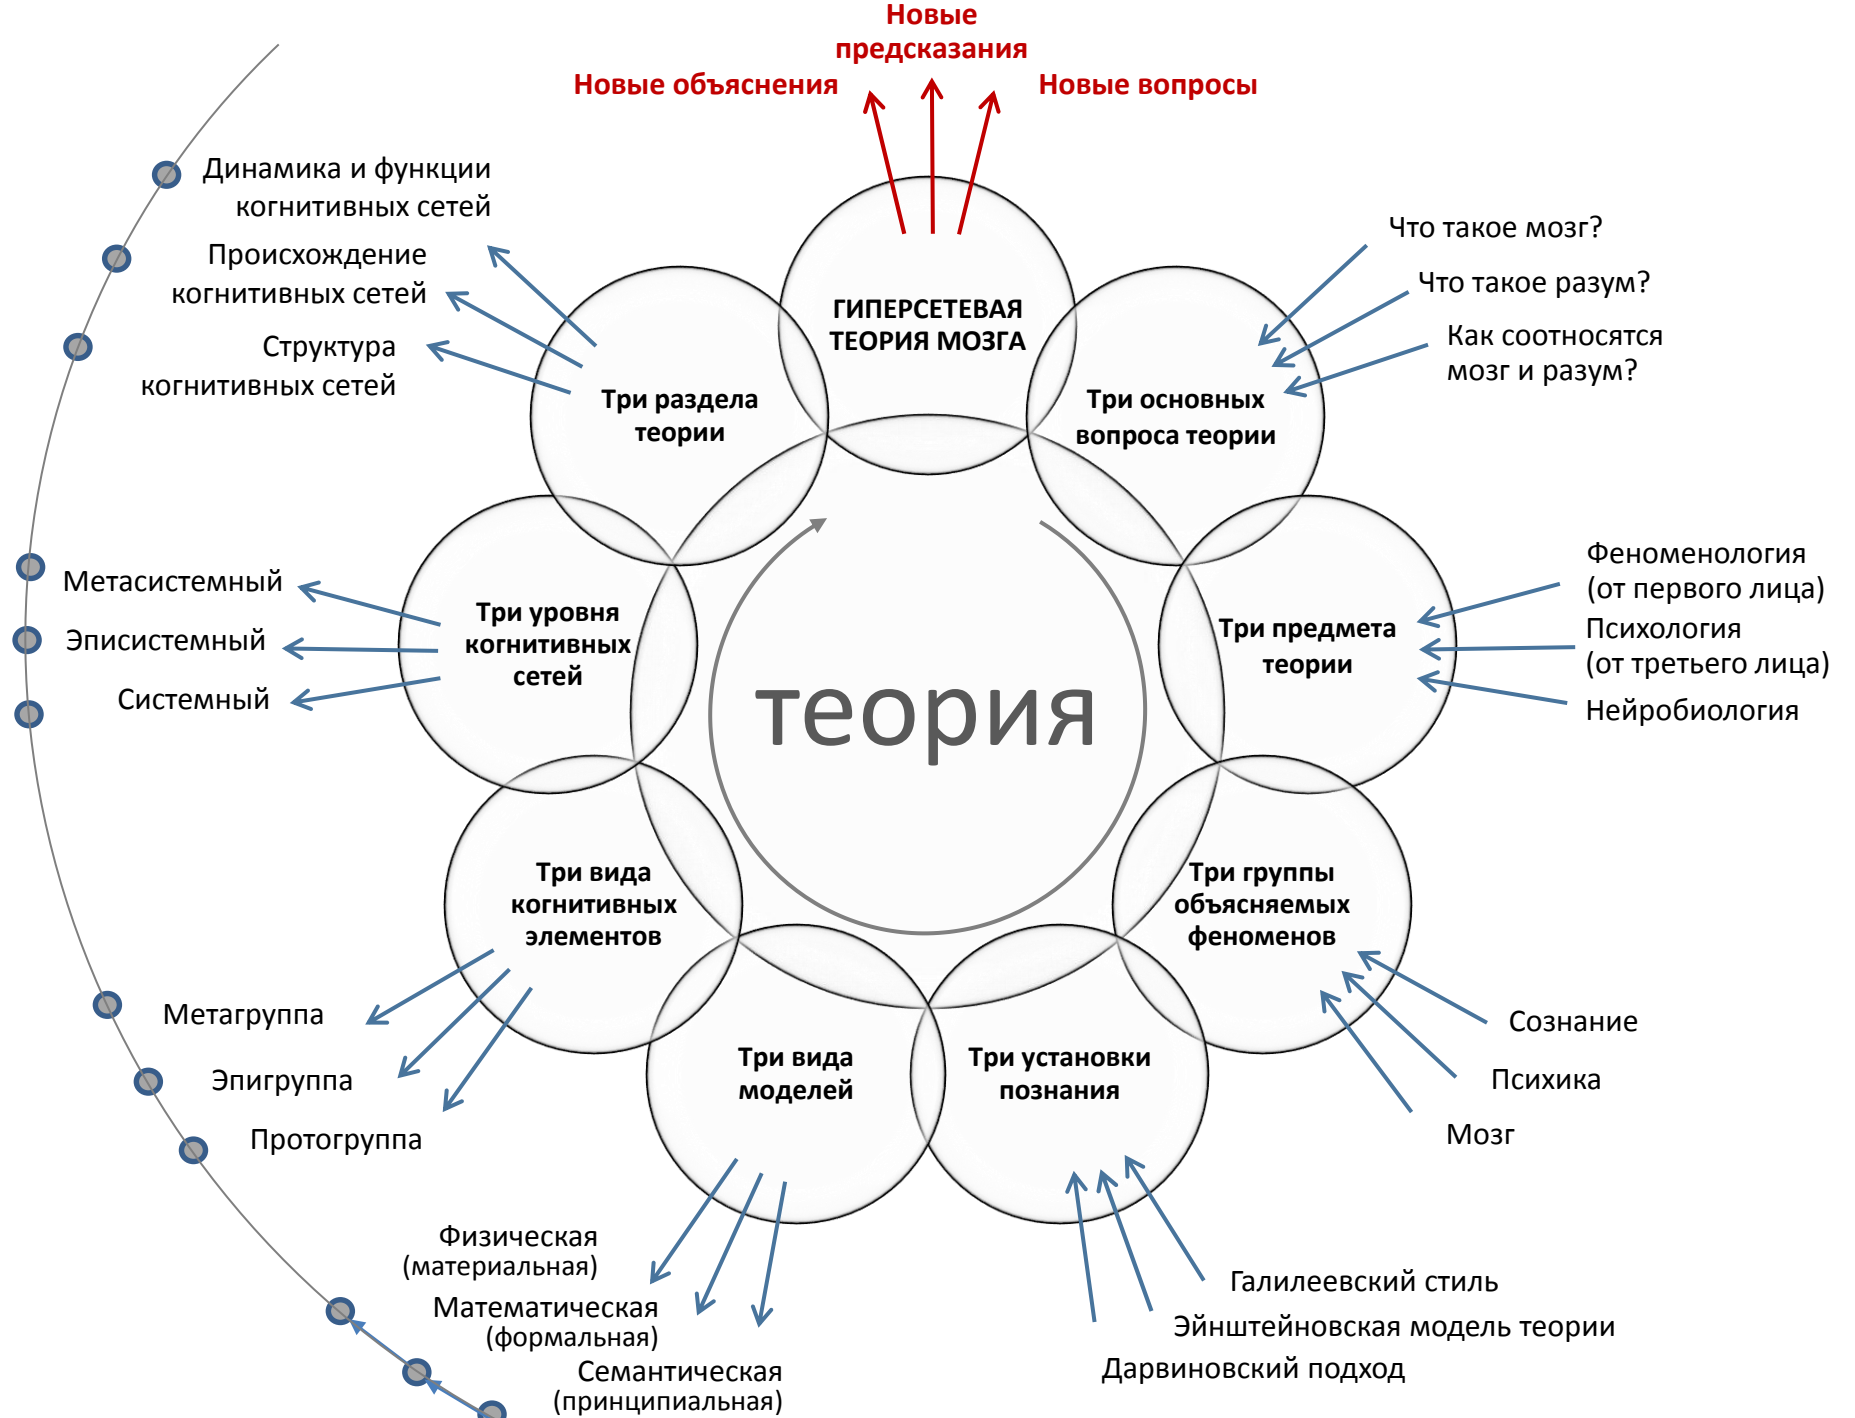 Новые
предсказания
Новые объяснения
Новые вопросы
Динамика и функции
когнитивных сетей
Происхождение
когнитивных сетей
Структура
когнитивных сетей
ГИПЕРСЕТЕВАЯ
ТЕОРИЯ МОЗГА
Что такое мозг?
Что такое разум?
Как соотносятся
мозг и разум?
Три раздела
теории
Три основных
вопроса теории
Метасистемный
Эписистемный
Системный
Три уровня
когнитивных
сетей
Три предмета
теории
Феноменология
(от первого лица)
Психология
(от третьего лица)
Нейробиология
теория
Три вида
когнитивных
элементов
Три группы
объясняемых
феноменов
Метагруппа
Эпигруппа
Протогруппа
Три вида
моделей
Три установки
познания
Сознание
Психика
Мозг
Физическая
(материальная)
Математическая
(формальная)
Семантическая
(принципиальная)
Галилеевский стиль
Эйнштейновская модель теории
Дарвиновский подход